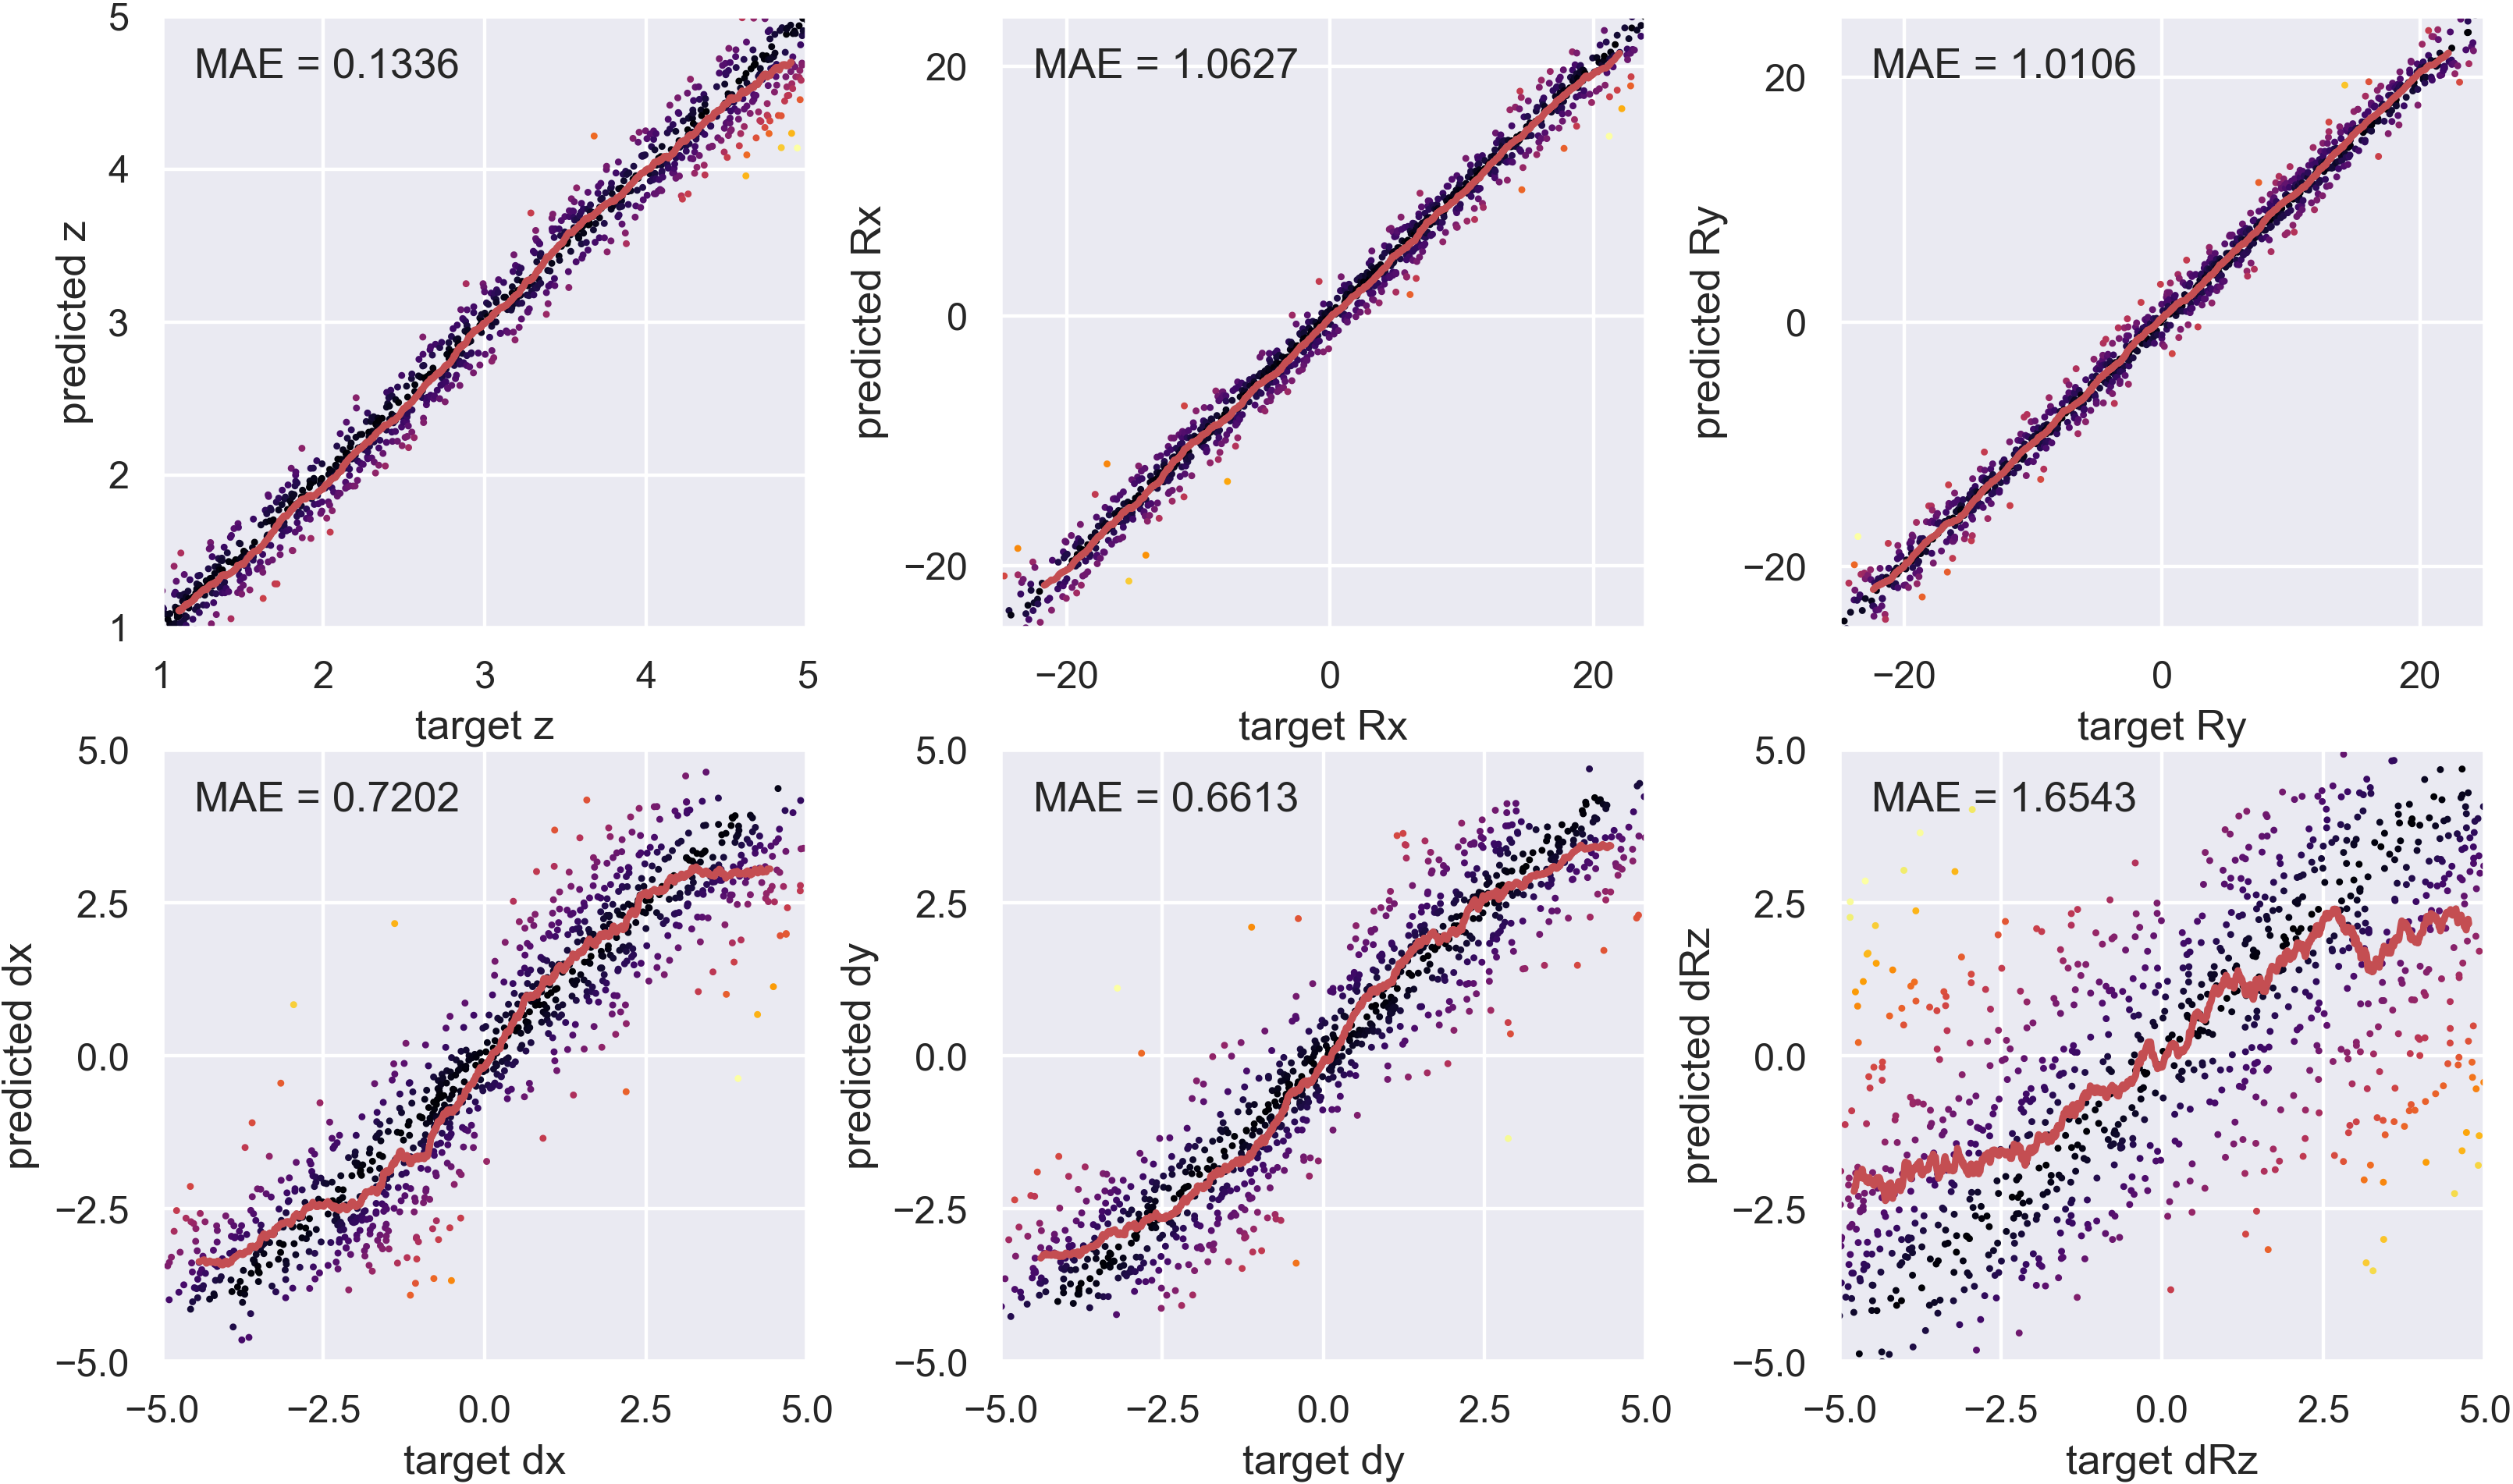 MAE = 0.1336
5
4
3
2
1
predicted z
1 2 3 4 5
target z
MAE = 1.0627
20
0
−20
predicted Rx
−20 0 20
target Rx
MAE = 1.0106
20
0
−20
predicted Ry
−20 0 20
target Ry
MAE = 0.7202
5.0
2.5
0.0
−2.5
−5.0
predicted dx
−5.0 −2.5 0.0 2.5 5.0
target dx
MAE = 0.6613
5.0
2.5
0.0
−2.5
−5.0
predicted dy
−5.0 −2.5 0.0 2.5 5.0
target dy
MAE = 1.6543
5.0
2.5
0.0
−2.5
−5.0
predicted dRz
−5.0 −2.5 0.0 2.5 5.0
target dRz